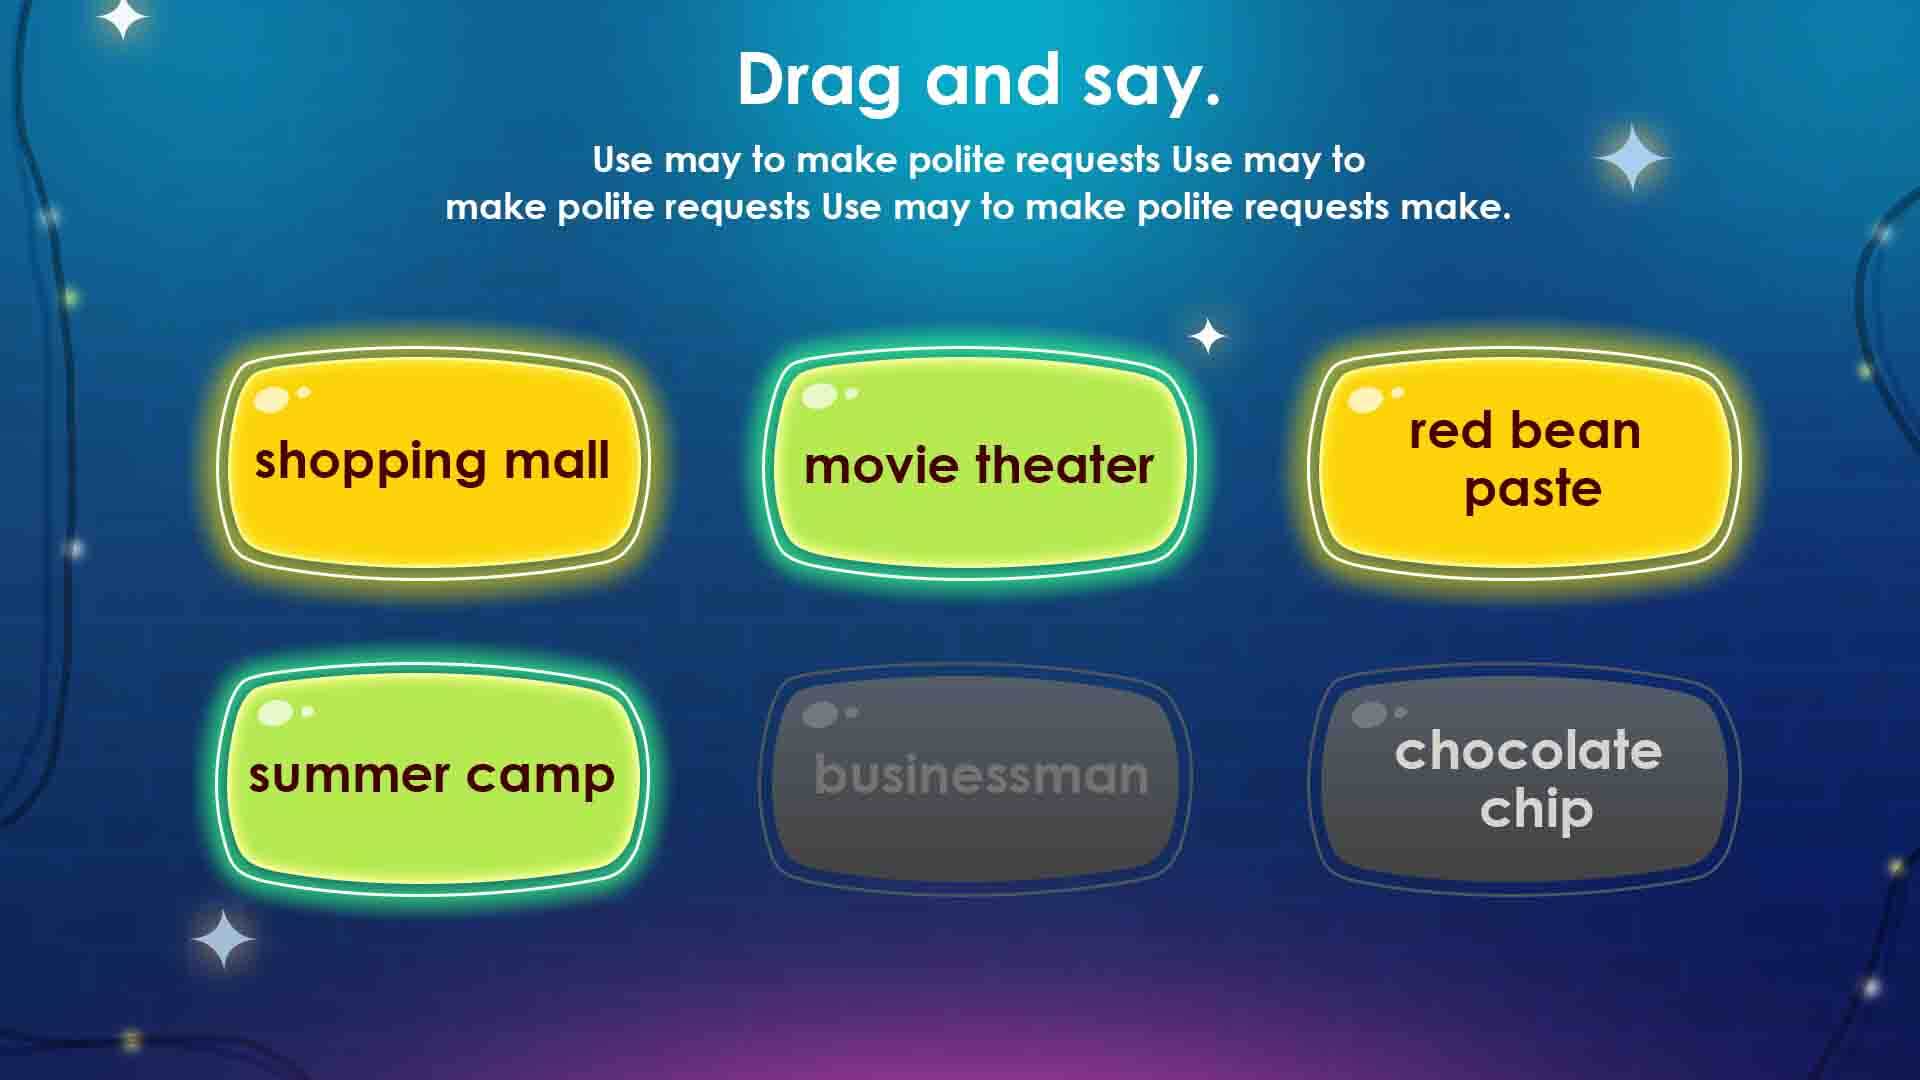 Drag and say.
Use may to make polite requests Use may to
make polite requests Use may to make polite requests make.
shopping mall
movie theater
red bean
paste
summer camp
businessman
chocolate
chip